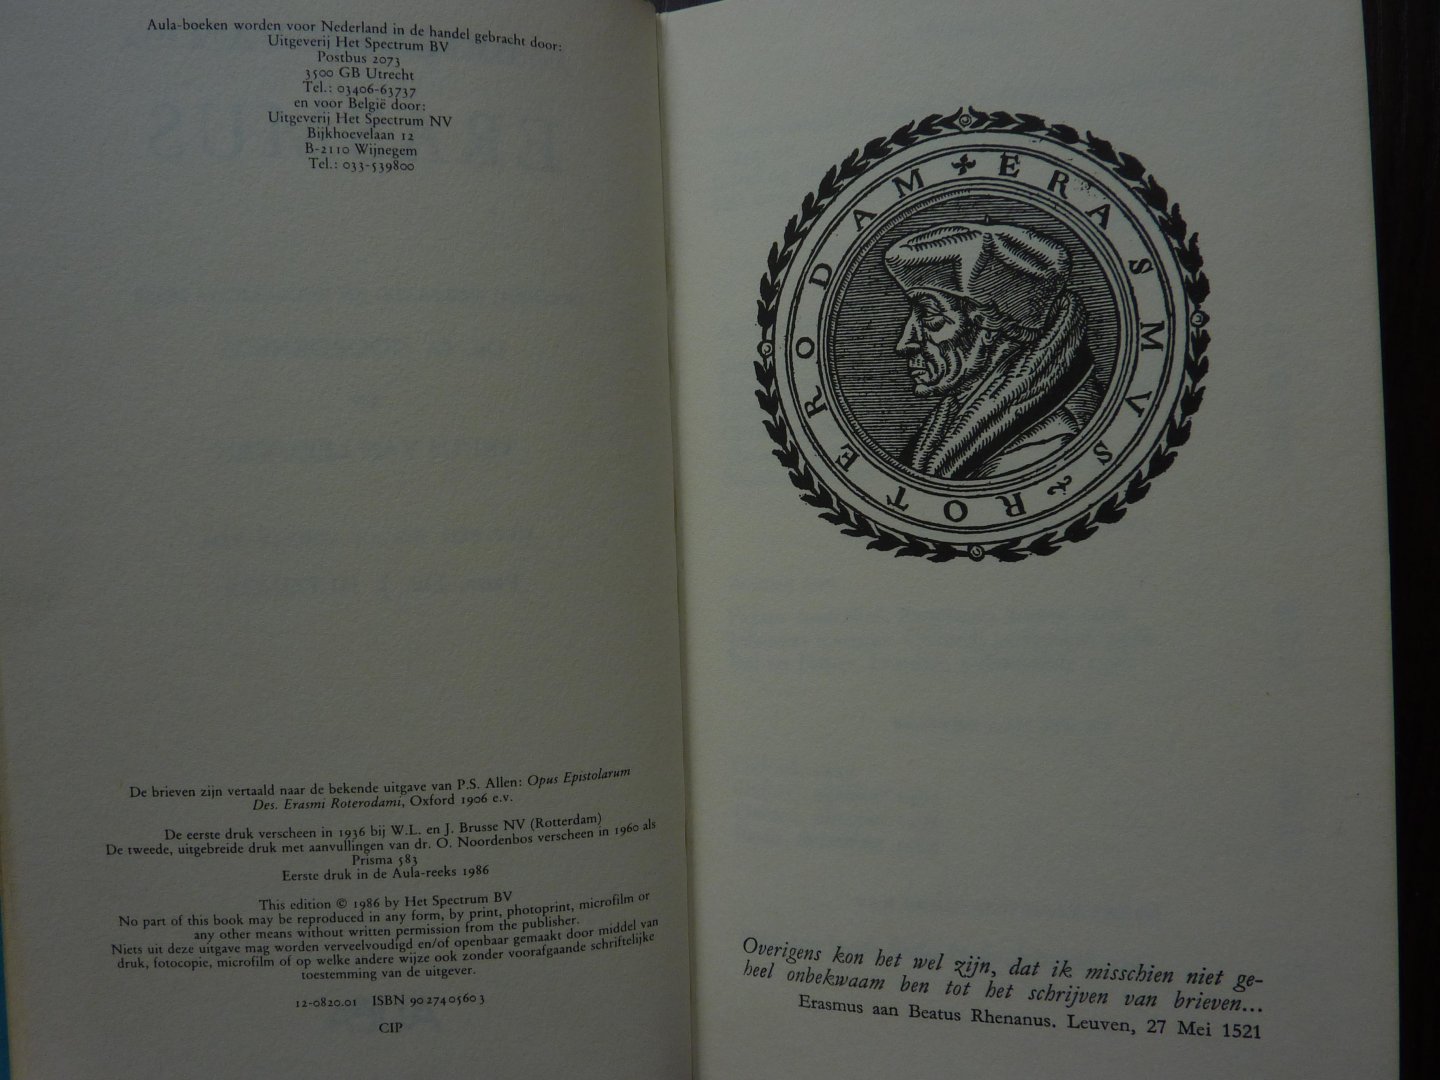 Aula-boeken worden voor Nederland in de handel gebracht door:
Uitgeverij Het Spectrum BV
Postbus 2073
3500 GB Utrecht
Tel.: 03406-63737
en voor België door:
Uitgeverij Het Spectrum NV
Bijkhoevelaan 12
B-2110 Wijnegem
Tel.: 033-539800
De brieven zijn vertaald naar de bekende uitgave van P.S. Allen: Opus Epistolarum
Des. Erasmi Roterodami, Oxford 1906 e.v.
De eerste druk verscheen in 1936 bij W.L. en J. Brusse NV (Rotterdam)
De tweede, uitgebreide druk met aanvullingen van dr. O. Noordenbos verscheen in 1960 als
Prisma 583
Eerste druk in de Aula-reeks 1986
This edition © 1986 by Het Spectrum BV
No part of this book may be reproduced in any form, by print, photoprint, microfilm or
any other means without written permission from the publisher.
Niets uit deze uitgave mag worden verveelvoudigd en/of openbaar gemaakt door middel van
druk, fotocopie, microfilm of op welke andere wijze ook zonder voorafgaande schriftelijke
toestemming van de uitgever.
12-0820.01 ISBN 90 274 0560 3
CIP
ERASMVS ROTERODAM
Overigens kon het wel zijn, dat ik misschien niet ge-
heel onbekwaam ben tot het schrijven van brieven...
Erasmus aan Beatus Rhenanus. Leuven, 27 Mei 1521